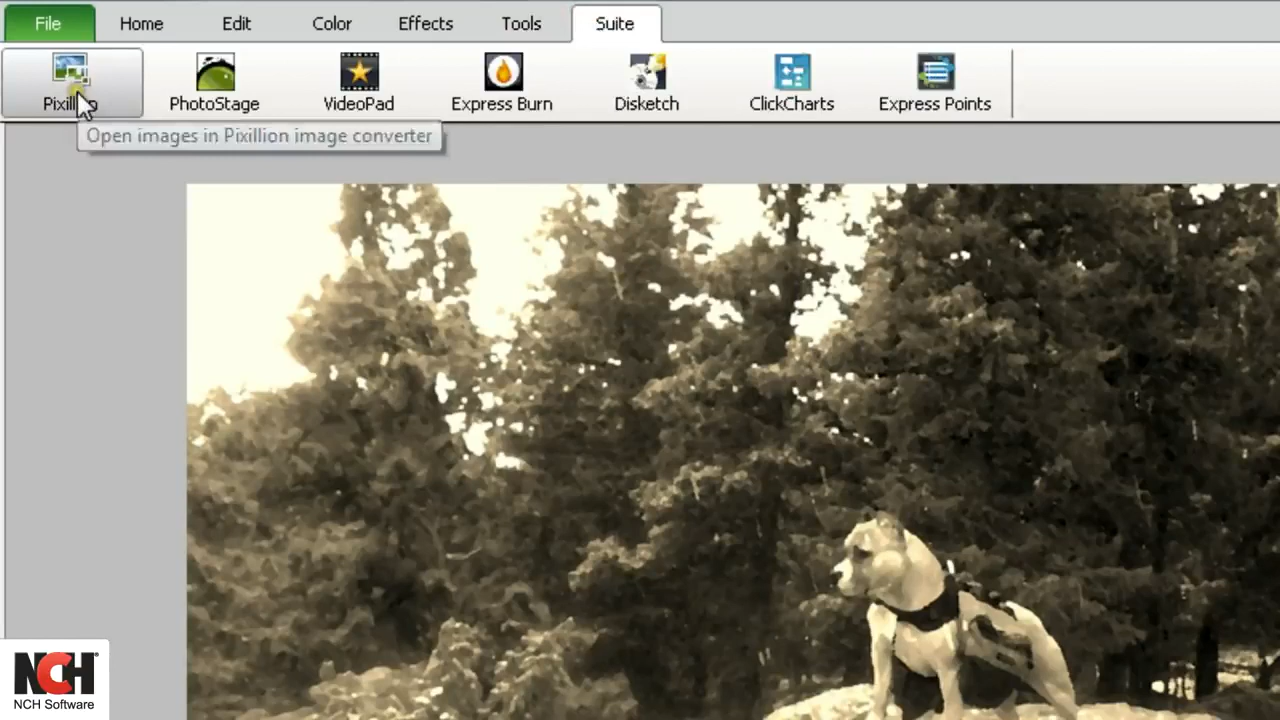 File Home Edit Color Effects Tools Suite
Pixillion PhotoStage VideoPad Express Burn Disketch ClickCharts Express Points
Open images in Pixillion image converter
NCH
NCH Software